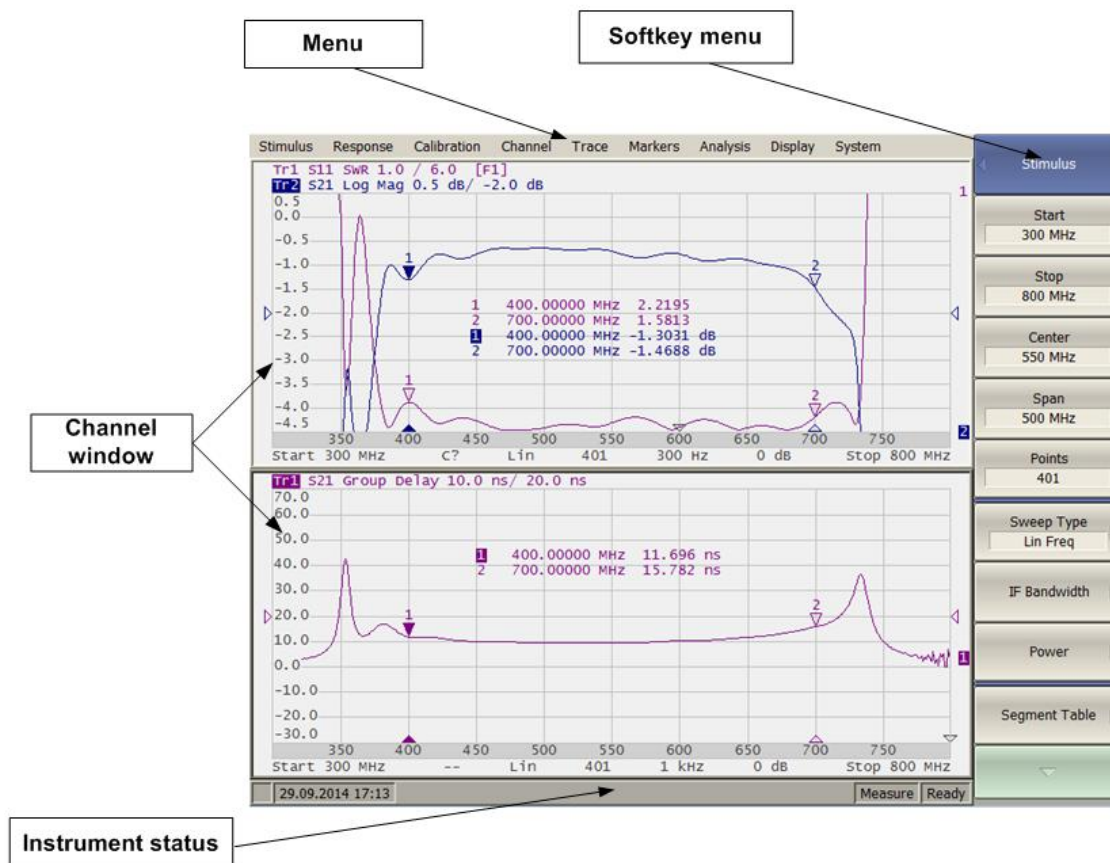 Menu
Softkey menu
Stimulus Response Calibration Channel Trace Markers Analysis Display System
Tr1 S11 SWR 1.0 / 6.0 [F1]
Tr2 S21 Log Mag 0.5 dB/ -2.0 dB
1
0.5
0.0
-0.5
-1.0
-1.5
-2.0
-2.5
-3.0
-3.5
-4.0
-4.5
1
2
1 400.00000 MHz 2.2195
2 700.00000 MHz 1.5813
1 400.00000 MHz -1.3031 dB
2 700.00000 MHz -1.4688 dB
1
2
2
350 400 450 500 550 600 650 700 750
Start 300 MHz C? Lin 401 300 Hz 0 dB Stop 800 MHz
Channel
window
Tr1 S21 Group Delay 10.0 ns/ 20.0 ns
70.0
60.0
50.0
40.0
30.0
20.0
10.0
0.0
-10.0
-20.0
-30.0
1 400.00000 MHz 11.696 ns
2 700.00000 MHz 15.782 ns
1
2
1
350 400 450 500 550 600 650 700 750
Start 300 MHz -- Lin 401 1 kHz 0 dB Stop 800 MHz
29.09.2014 17:13 Measure Ready
Stimulus
Start
300 MHz
Stop
800 MHz
Center
550 MHz
Span
500 MHz
Points
401
Sweep Type
Lin Freq
IF Bandwidth
Power
Segment Table
Instrument status